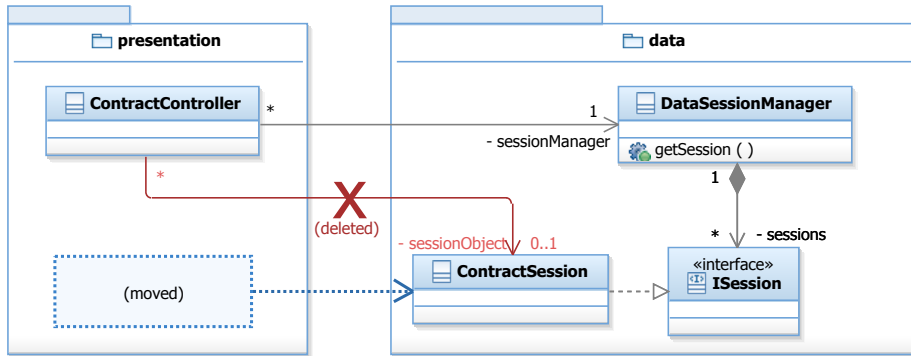 presentation
data
ContractController
*
1
- sessionManager
DataSessionManager
getSession ( )
*
X
(deleted)
1
- sessionObject
0..1
*
- sessions
(moved)
ContractSession
«interface»
<I>
ISession